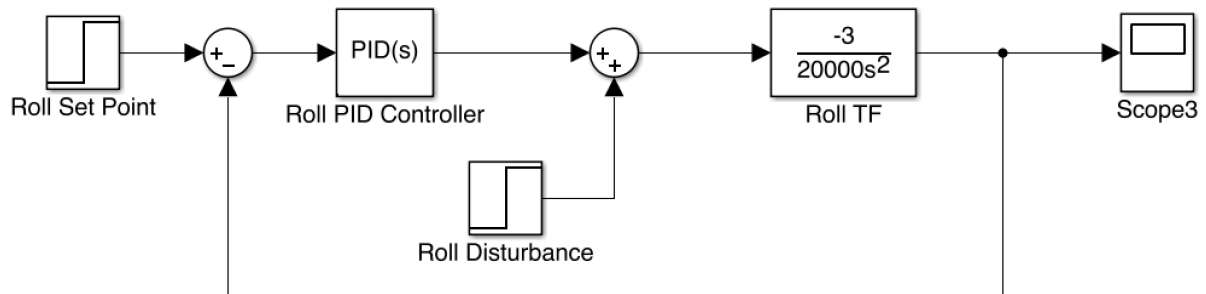 Roll Set Point
+
−
PID(s)
Roll PID Controller
+
+
-3
20000s2
Roll TF
Scope3
Roll Disturbance